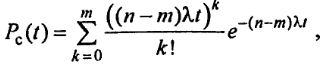 P_c(t) = \sum_{k=0}^{m} \frac{((n-m)\lambda t)^k}{k!} e^{-(n-m)\lambda t} ,